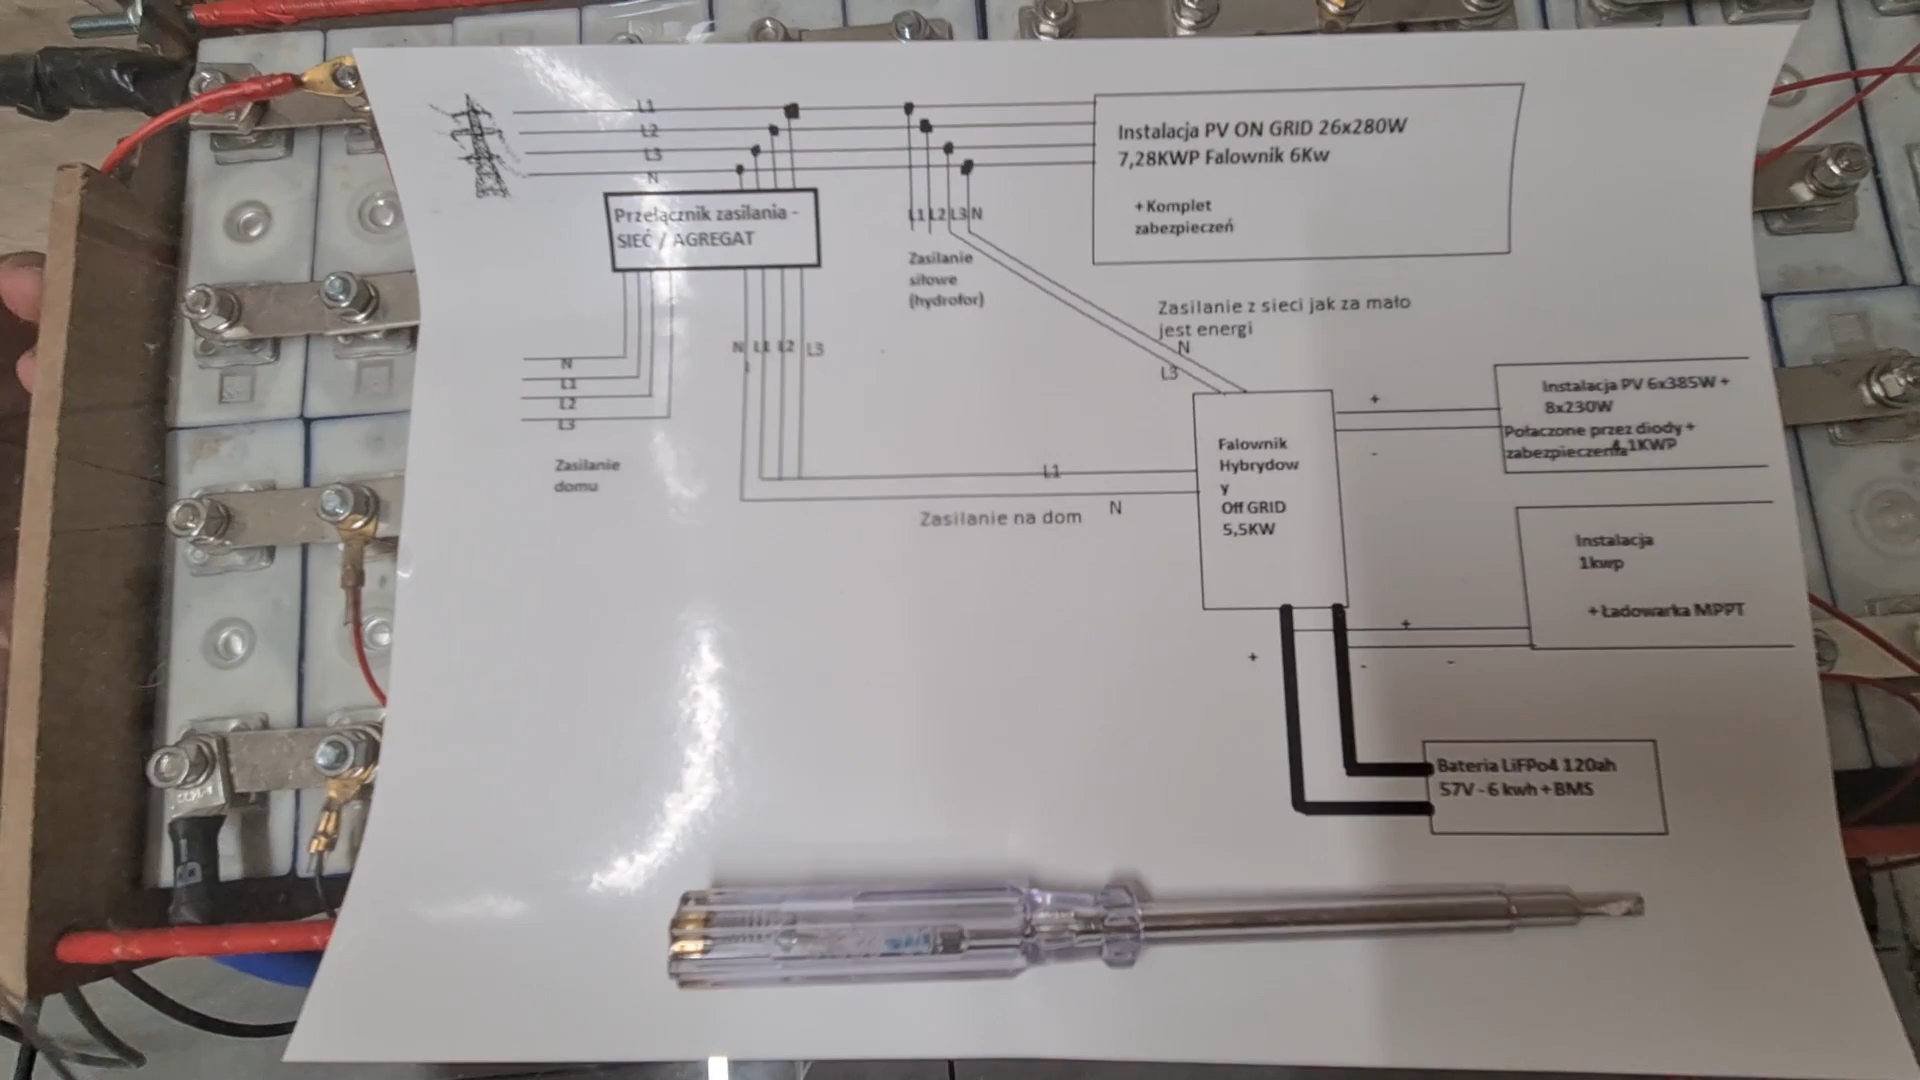 L1
L2
L3
N
Instalacja PV ON GRID 26x280W
7,28KWP Falownik 6Kw
+ Komplet
zabezpieczeń
Przełącznik zasilania -
SIEĆ / AGREGAT
L1 L2 L3 N
Zasilanie
siłowe
(hydrofor)
Zasilanie z sieci jak za mało
jest energi
N
L3
N L1 L2 L3
N
L1
L2
L3
Zasilanie
domu
L1
Zasilanie na dom N
Falownik
Hybrydow
y
Off GRID
5,5KW
+
-
Instalacja PV 6x385W +
8x230W
Połaczone przez diody +
zabezpieczenia 4,1KWP
Instalacja
1kwp
+ Ładowarka MPPT
+
-
+
-
Bateria LiFPo4 120ah
57V - 6 kwh + BMS